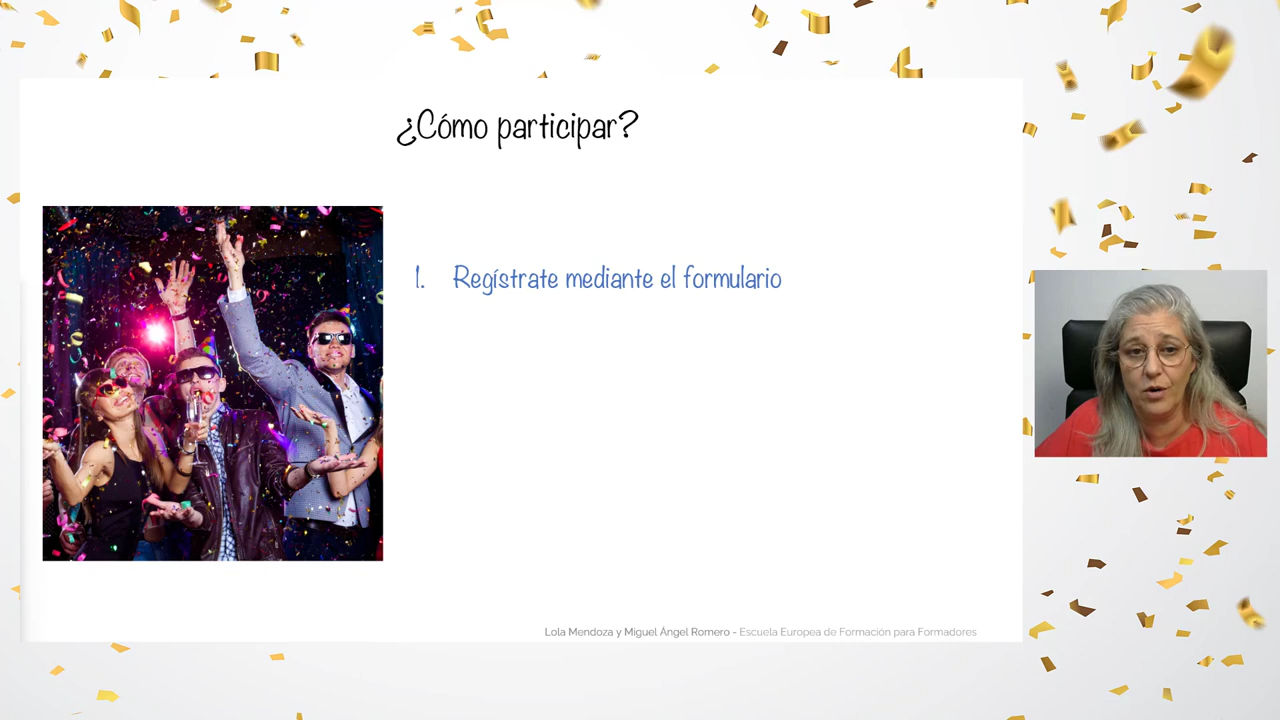 ¿Cómo participar?
1. Regístrate mediante el formulario
Lola Mendoza y Miguel Ángel Romero - Escuela Europea de Formación para Formadores